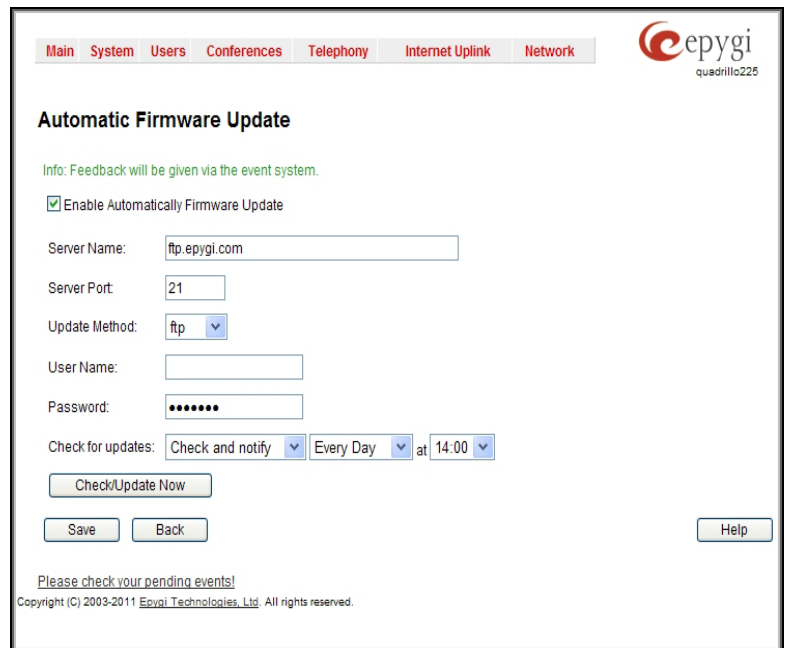 epygi
quadrillo225
Main System Users Conferences Telephony Internet Uplink Network
Automatic Firmware Update
Info: Feedback will be given via the event system.
Enable Automatically Firmware Update
Server Name: ftp.epygi.com
Server Port: 21
Update Method: ftp
User Name:
Password: •••••••
Check for updates: Check and notify Every Day at 14:00
Check/Update Now
Save Back Help
Please check your pending events!
Copyright (C) 2003-2011 Epygi Technologies, Ltd. All rights reserved.